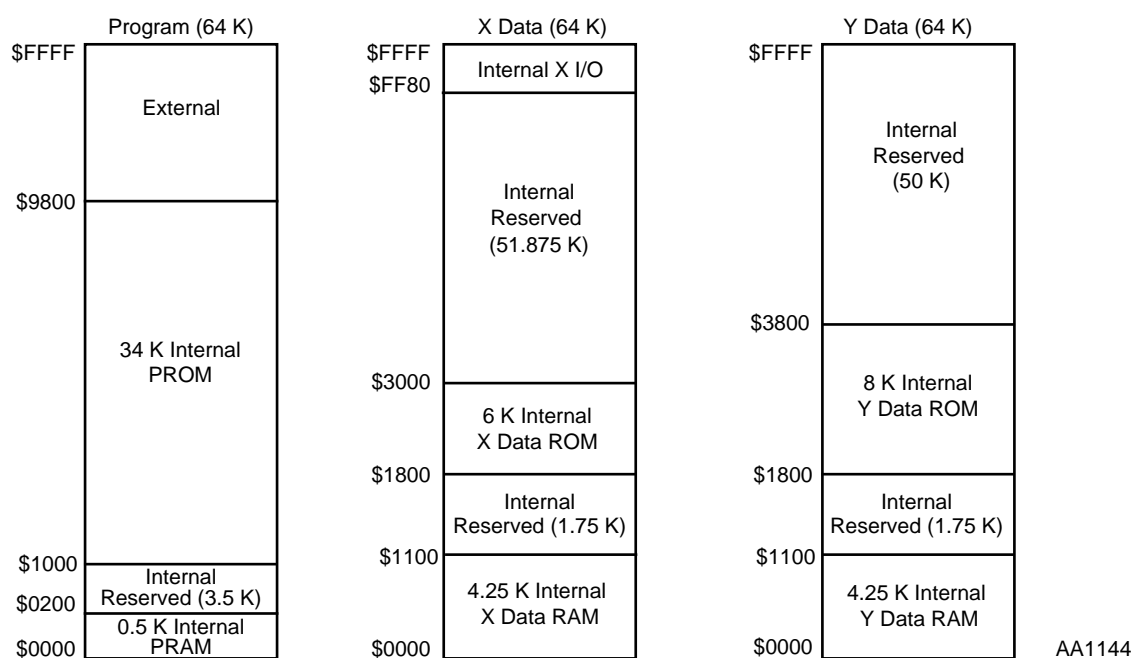 Program (64 K)
$FFFF
External
$9800
34 K Internal
PROM
$1000
Internal
Reserved (3.5 K)
$0200
0.5 K Internal
PRAM
$0000
X Data (64 K)
$FFFF
Internal X I/O
$FF80
Internal
Reserved
(51.875 K)
$3000
6 K Internal
X Data ROM
$1800
Internal
Reserved (1.75 K)
$1100
4.25 K Internal
X Data RAM
$0000
Y Data (64 K)
$FFFF
Internal
Reserved
(50 K)
$3800
8 K Internal
Y Data ROM
$1800
Internal
Reserved (1.75 K)
$1100
4.25 K Internal
Y Data RAM
$0000
AA1144